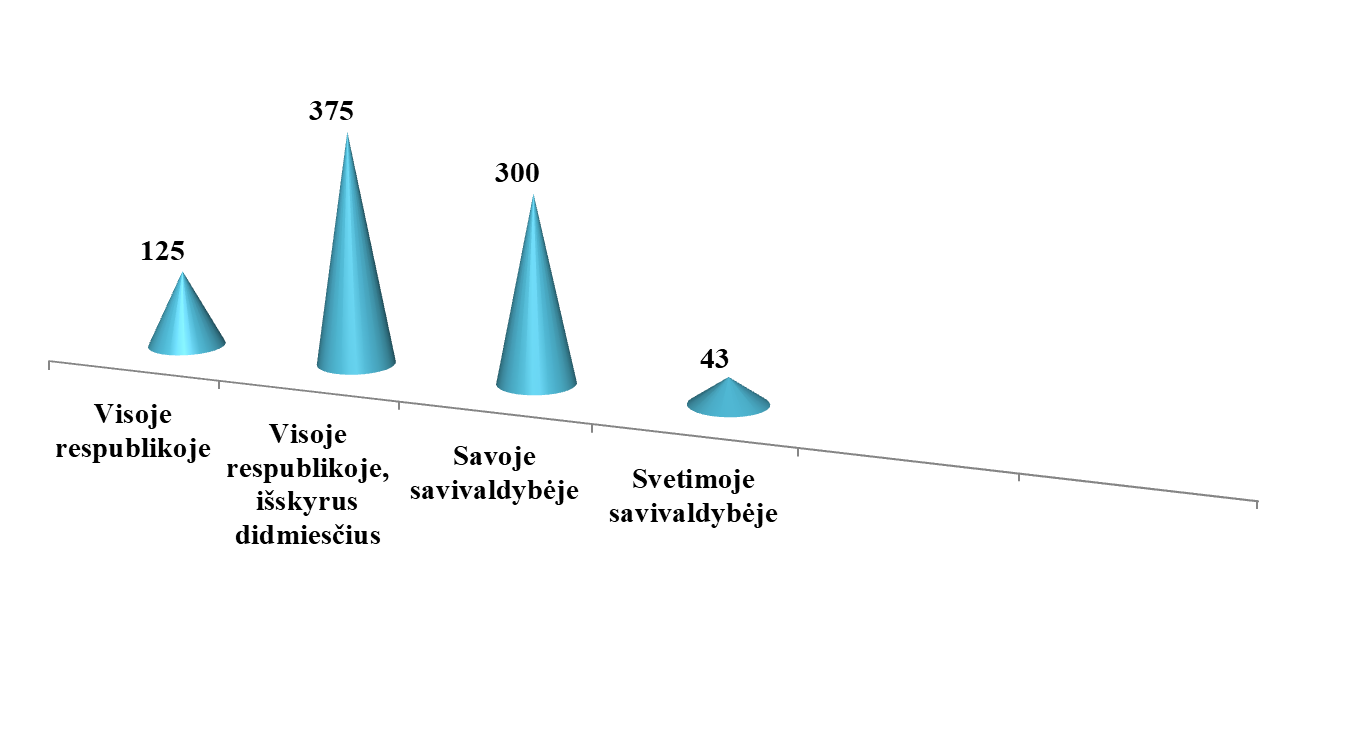 375
300
125
43
Visoje
respublikoje
Visoje
respublikoje,
išskyrus
didmiesčius
Savoje
savivaldybėje
Svetimoje
savivaldybėje